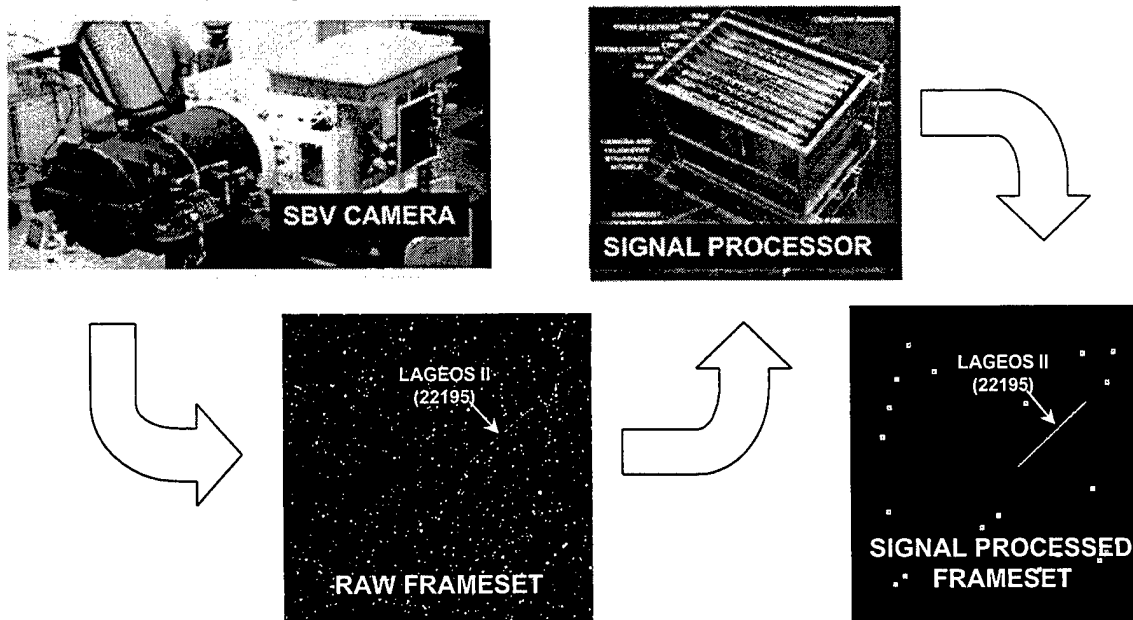 SBV CAMERA
SIGNAL PROCESSOR
LAGEOS II
(22195)
RAW FRAMESET
LAGEOS II
(22195)
SIGNAL PROCESSED
FRAMESET